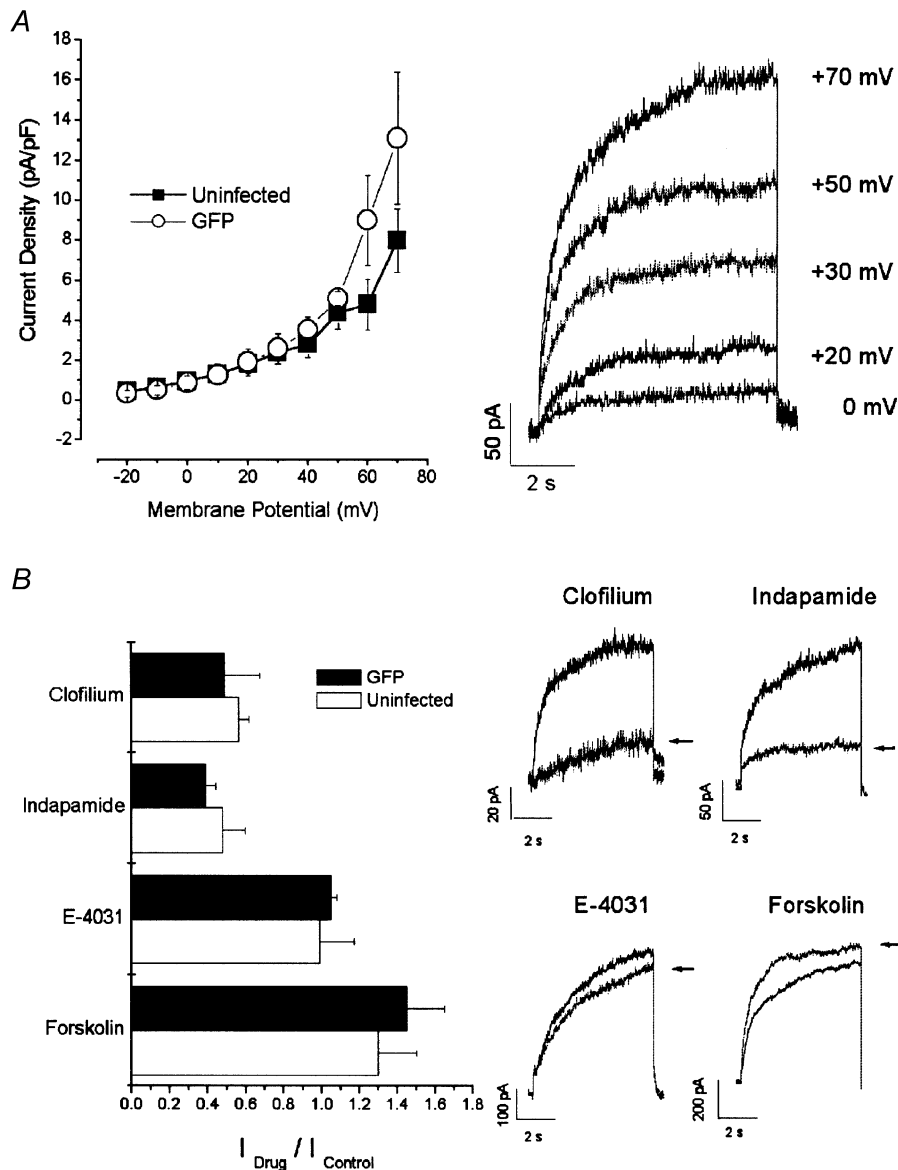 A
Current Density (pA/pF)
18
16
14
12
10
8
6
4
2
0
-2
Uninfected
GFP
-20 0 20 40 60 80
Membrane Potential (mV)
+70 mV
+50 mV
+30 mV
+20 mV
0 mV
50 pA
2 s
B
Clofilium
Indapamide
E-4031
Forskolin
GFP
Uninfected
0.0 0.2 0.4 0.6 0.8 1.0 1.2 1.4 1.6 1.8
I Drug / I Control
Clofilium
20 pA
2 s
Indapamide
50 pA
2 s
E-4031
100 pA
2 s
Forskolin
200 pA
2 s